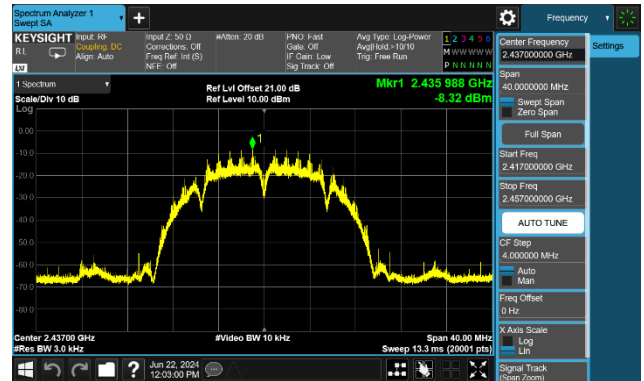 Spectrum Analyzer 1
Swept SA
+
Frequency
KEYSIGHT
RL
LXI
Input: RF
Coupling: DC
Align: Auto
Input Z: 50 Ω
Corrections: Off
Freq Ref: Int (S)
NFE: Off
#Atten: 20 dB
PNO: Fast
Gate: Off
IF Gain: Low
Sig Track: Off
Avg Type: Log-Power
Avg|Hold:>10/10
Trig: Free Run
1 2 3 4 5 6
M W W W W W
P N N N N N
1 Spectrum
Scale/Div 10 dB
Log
Ref Lvl Offset 21.00 dB
Ref Level 10.00 dBm
Mkr1 2.435 988 GHz
-8.32 dBm
1
0.00
-10.0
-20.0
-30.0
-40.0
-50.0
-60.0
-70.0
-80.0
Center 2.43700 GHz
#Res BW 3.0 kHz
#Video BW 10 kHz
Span 40.00 MHz
Sweep 13.3 ms (20001 pts)
?
Jun 22, 2024
12:03:00 PM
Center Frequency
2.437000000 GHz
Settings
Span
40.0000000 MHz
Swept Span
Zero Span
Full Span
Start Freq
2.417000000 GHz
Stop Freq
2.457000000 GHz
AUTO TUNE
CF Step
4.000000 MHz
Auto
Man
Freq Offset
0 Hz
X Axis Scale
Log
Lin
Signal Track
(Span Zoom)